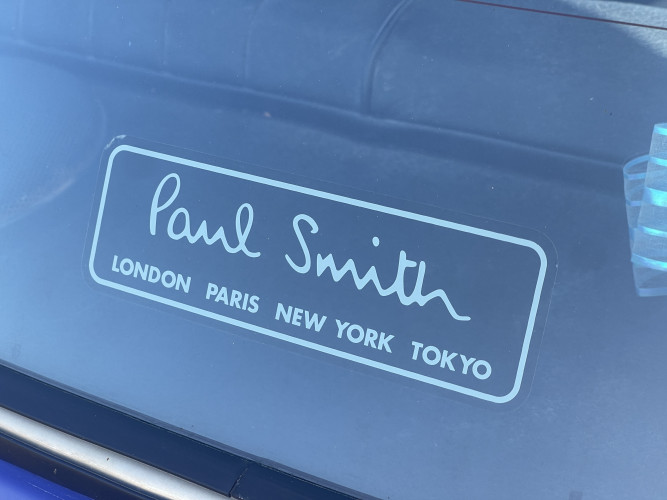 Paul Smith
LONDON PARIS NEW YORK TOKYO